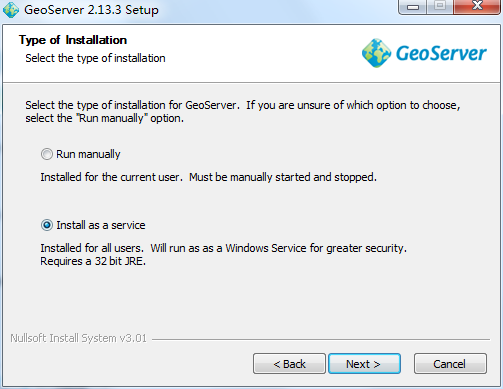 GeoServer 2.13.3 Setup
Type of Installation
Select the type of installation
GeoServer
Select the type of installation for GeoServer. If you are unsure of which option to choose,
select the "Run manually" option.
Run manually
Installed for the current user. Must be manually started and stopped.
Install as a service
Installed for all users. Will run as as a Windows Service for greater security.
Requires a 32 bit JRE.
Nullsoft Install System v3.01
< Back
Next >
Cancel